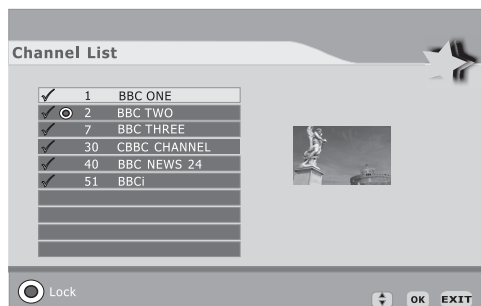 Channel List
1 BBC ONE
2 BBC TWO
7 BBC THREE
30 CBBC CHANNEL
40 BBC NEWS 24
51 BBCi
Lock
OK EXIT